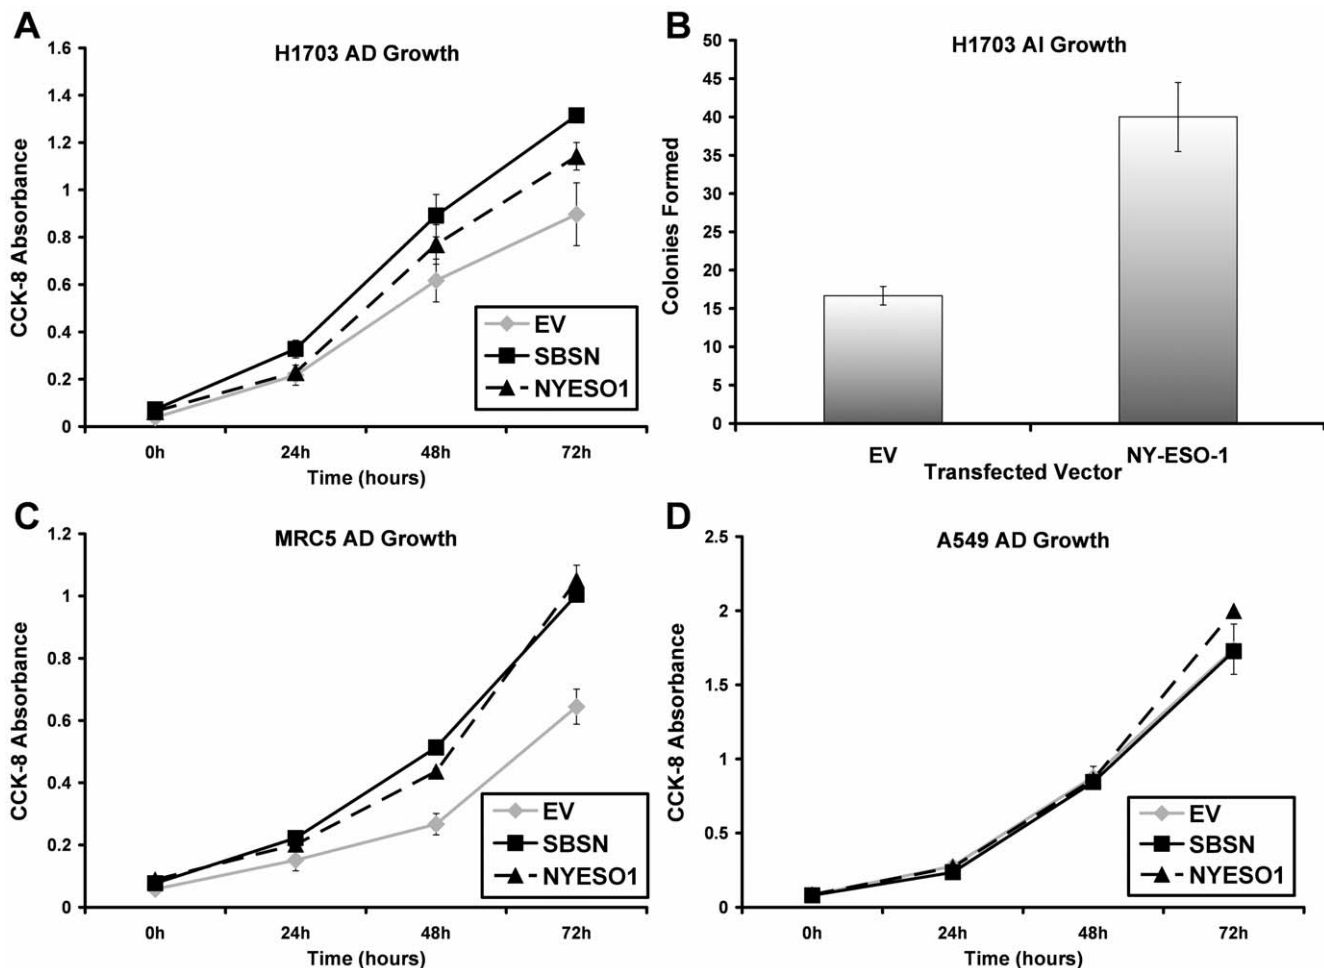 A
H1703 AD Growth
1.6
1.4
1.2
1
0.8
0.6
0.4
0.2
0
CCK-8 Absorbance
EV
SBSN
NYESO1
0h 24h 48h 72h
Time (hours)
B
H1703 AI Growth
50
45
40
35
30
25
20
15
10
5
0
Colonies Formed
EV NY-ESO-1
Transfected Vector
C
MRC5 AD Growth
1.2
1
0.8
0.6
0.4
0.2
0
CCK-8 Absorbance
EV
SBSN
NYESO1
0h 24h 48h 72h
Time (hours)
D
A549 AD Growth
2.5
2
1.5
1
0.5
0
CCK-8 Absorbance
EV
SBSN
NYESO1
0h 24h 48h 72h
Time (hours)